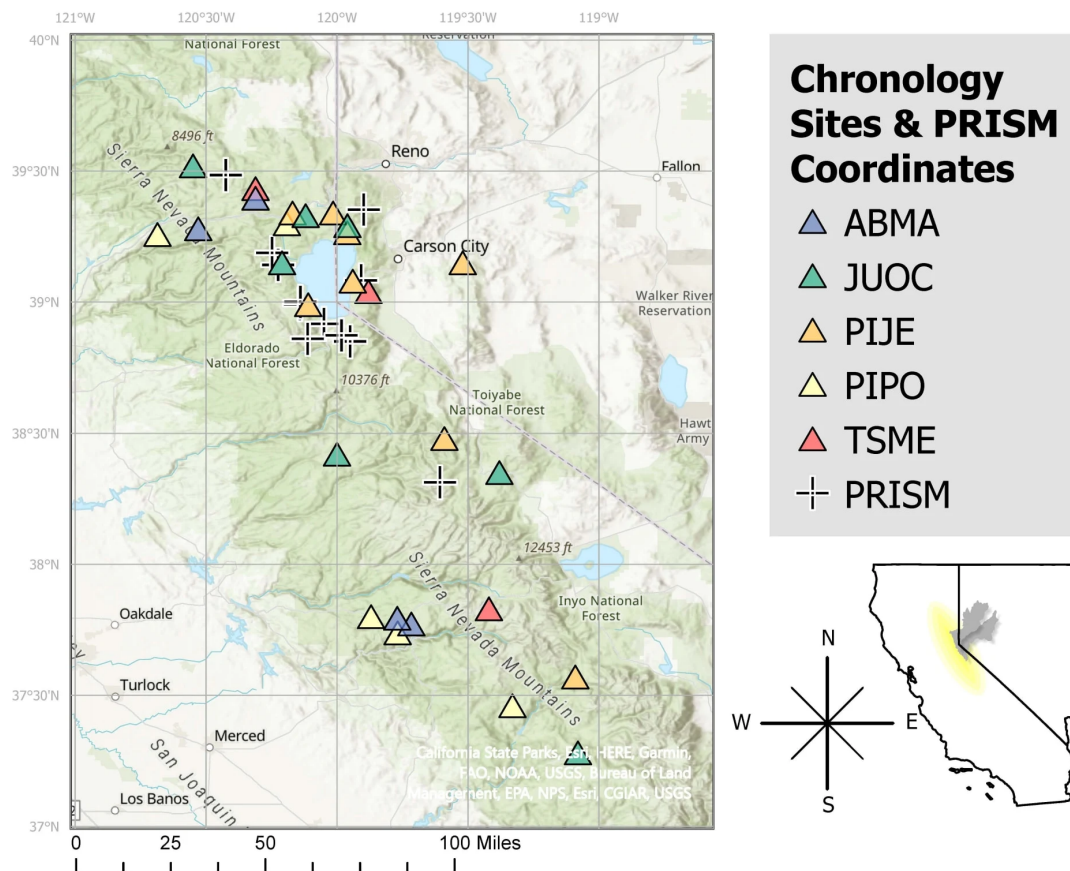 121°W
120°30'W
120°W
119°30'W
119°W
40°N
39°30'N
39°N
38°30'N
38°N
37°30'N
37°N
National Forest
Reservation
8496 ft
Reno
Fallon
Sierra Nevada Mountains
Carson City
Walker River
Reservation
Eldorado
National Forest
10376 ft
Toiyabe
National Forest
Hawt
Army
12453 ft
Sierra Nevada Mountains
Inyo National
Forest
Oakdale
Turlock
Merced
San Joaquin
Los Banos
California State Parks, Esri, HERE, Garmin,
FAO, NOAA, USGS, Bureau of Land
Management, EPA, NPS, Esri, CGIAR, USGS
0 25 50 100 Miles
Chronology
Sites & PRISM
Coordinates
ABMA
JUOC
PIJE
PIPO
TSME
PRISM
N
W E
S